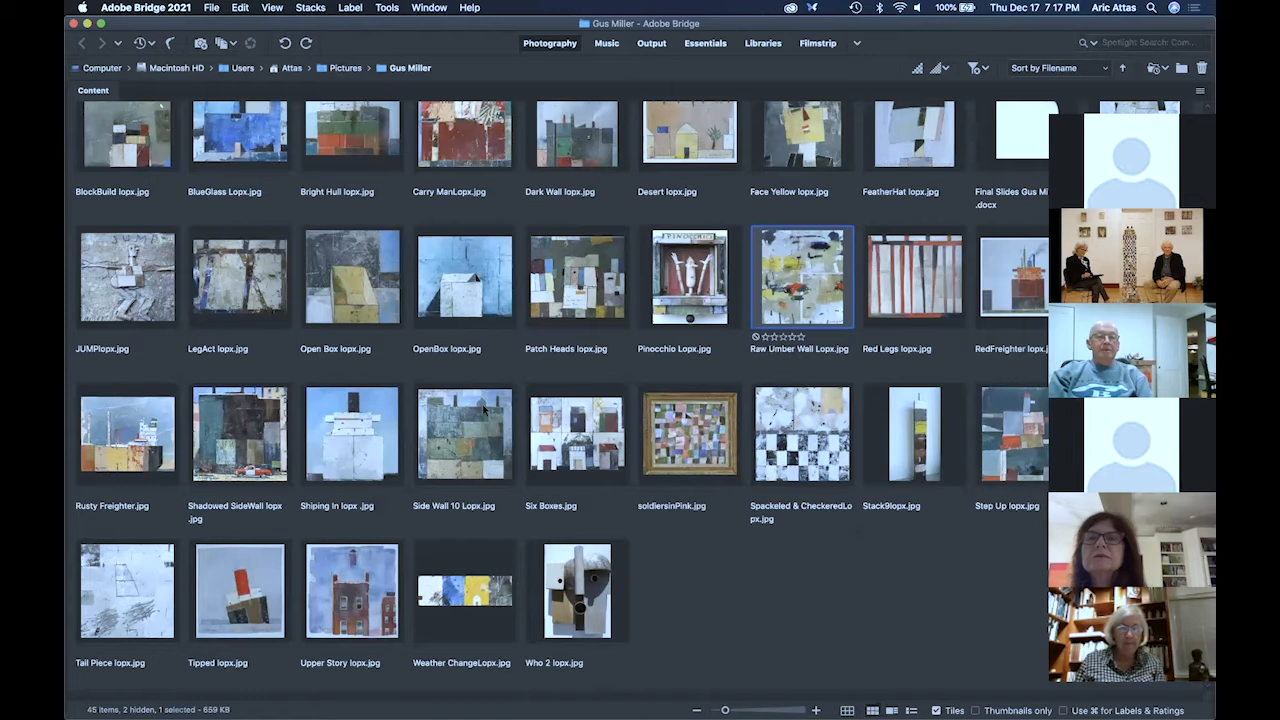 Adobe Bridge 2021 File Edit View Stacks Label Tools Window Help 100% Thu Dec 17 7:17 PM Aric Attas
Gus Miller - Adobe Bridge
Photography Music Output Essentials Libraries Filmstrip Spotlight Search: Com...
Computer Macintosh HD Users Attas Pictures Gus Miller Sort by Filename
Content
BlockBuild lopx.jpg BlueGlass Lopx.jpg Bright Hull lopx.jpg Carry ManLopx.jpg Dark Wall lopx.jpg Desert lopx.jpg Face Yellow lopx.jpg FeatherHat lopx.jpg Final Slides Gus Mi
.docx
PINOCCHIO
JUMPlopx.jpg LegAct lopx.jpg Open Box lopx.jpg OpenBox lopx.jpg Patch Heads lopx.jpg Pinocchio Lopx.jpg Raw Umber Wall Lopx.jpg Red Legs lopx.jpg RedFreighter lopx.j
Rusty Freighter.jpg Shadowed SideWall lopx Shiping In lopx .jpg Side Wall 10 Lopx.jpg Six Boxes.jpg soldiersinPink.jpg Spackeled & CheckeredLo Stack9lopx.jpg Step Up lopx.jpg
.jpg px.jpg
Tail Piece lopx.jpg Tipped lopx.jpg Upper Story lopx.jpg Weather ChangeLopx.jpg Who 2 lopx.jpg
45 items, 2 hidden, 1 selected - 659 KB Tiles Thumbnails only Use ⌘ for Labels & Ratings